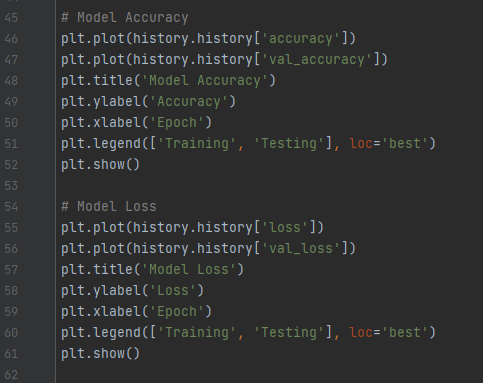 45 # Model Accuracy
46 plt.plot(history.history['accuracy'])
47 plt.plot(history.history['val_accuracy'])
48 plt.title('Model Accuracy')
49 plt.ylabel('Accuracy')
50 plt.xlabel('Epoch')
51 plt.legend(['Training', 'Testing'], loc='best')
52 plt.show()
53
54 # Model Loss
55 plt.plot(history.history['loss'])
56 plt.plot(history.history['val_loss'])
57 plt.title('Model Loss')
58 plt.ylabel('Loss')
59 plt.xlabel('Epoch')
60 plt.legend(['Training', 'Testing'], loc='best')
61 plt.show()
62